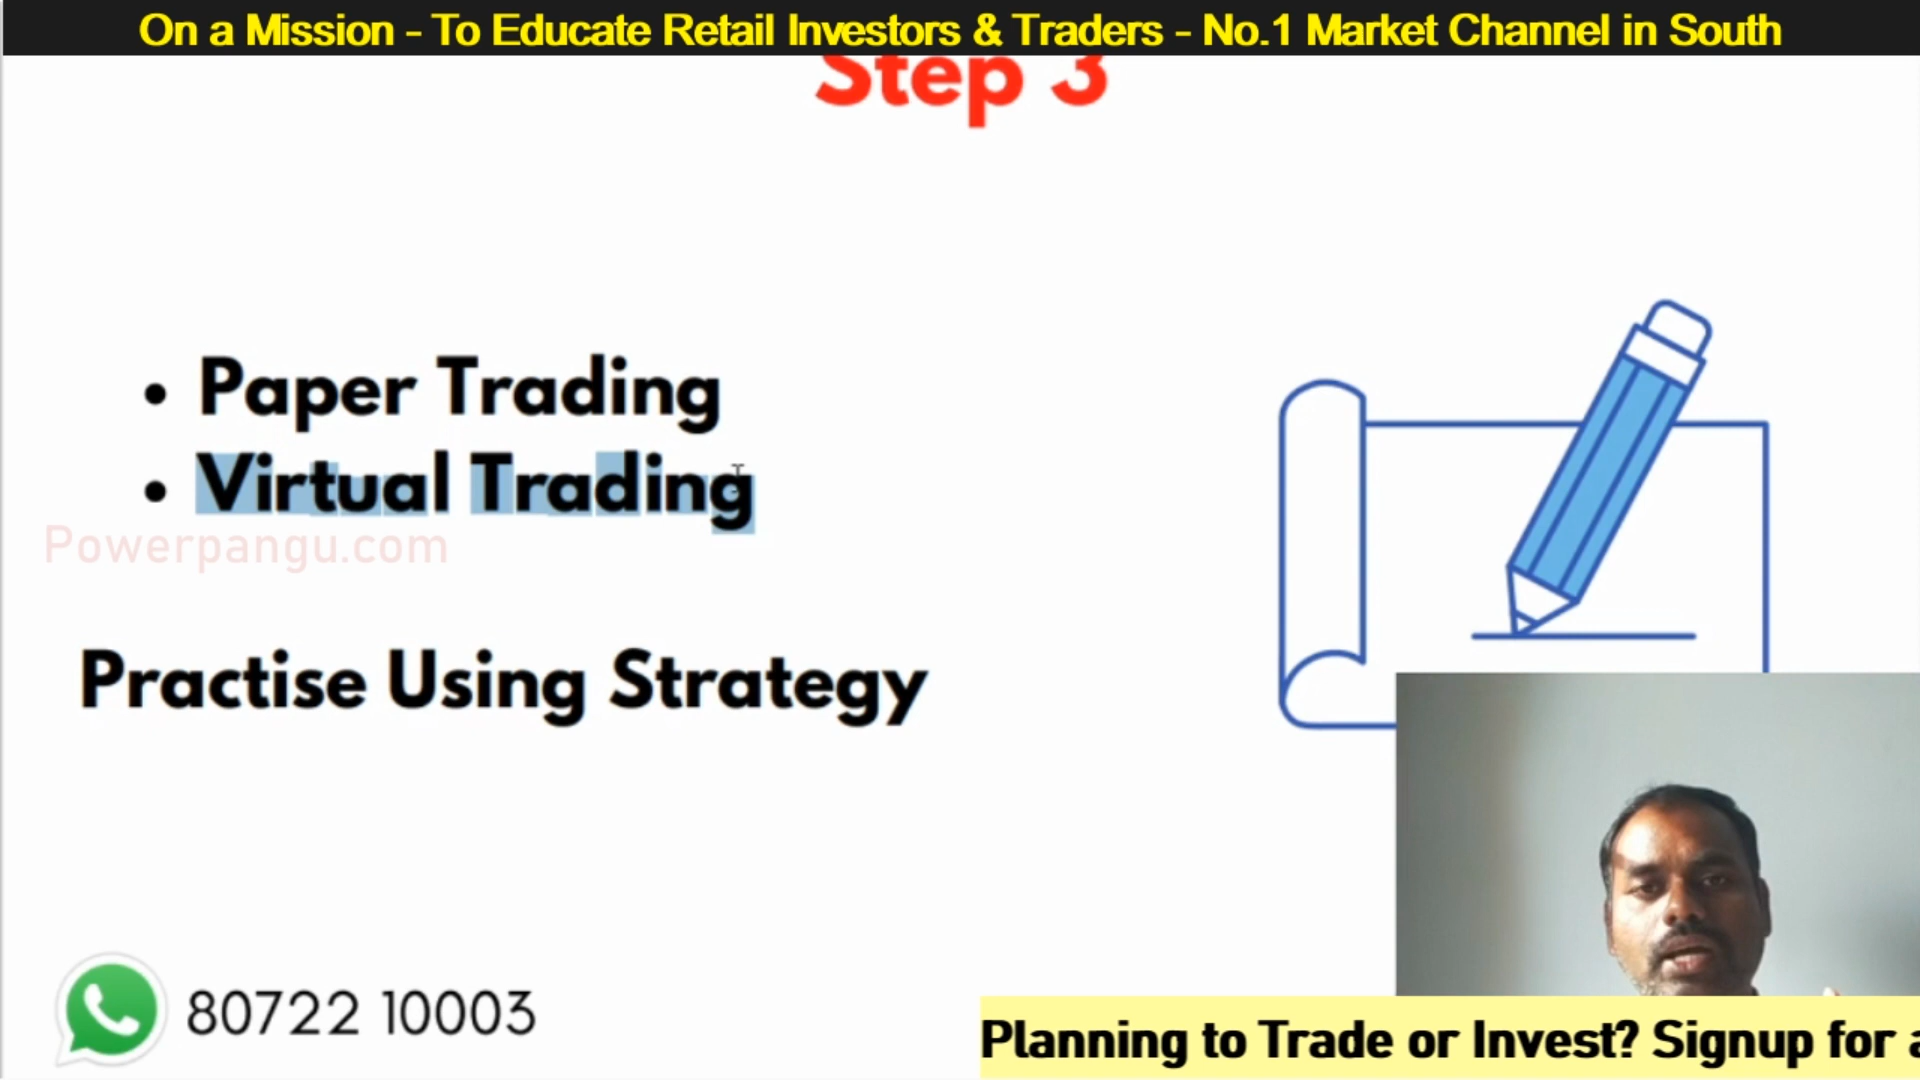 On a Mission - To Educate Retail Investors & Traders - No.1 Market Channel in South
Step 3
• Paper Trading
• Virtual Trading
Powerpangu.com
Practise Using Strategy
80722 10003
Planning to Trade or Invest? Signup for a